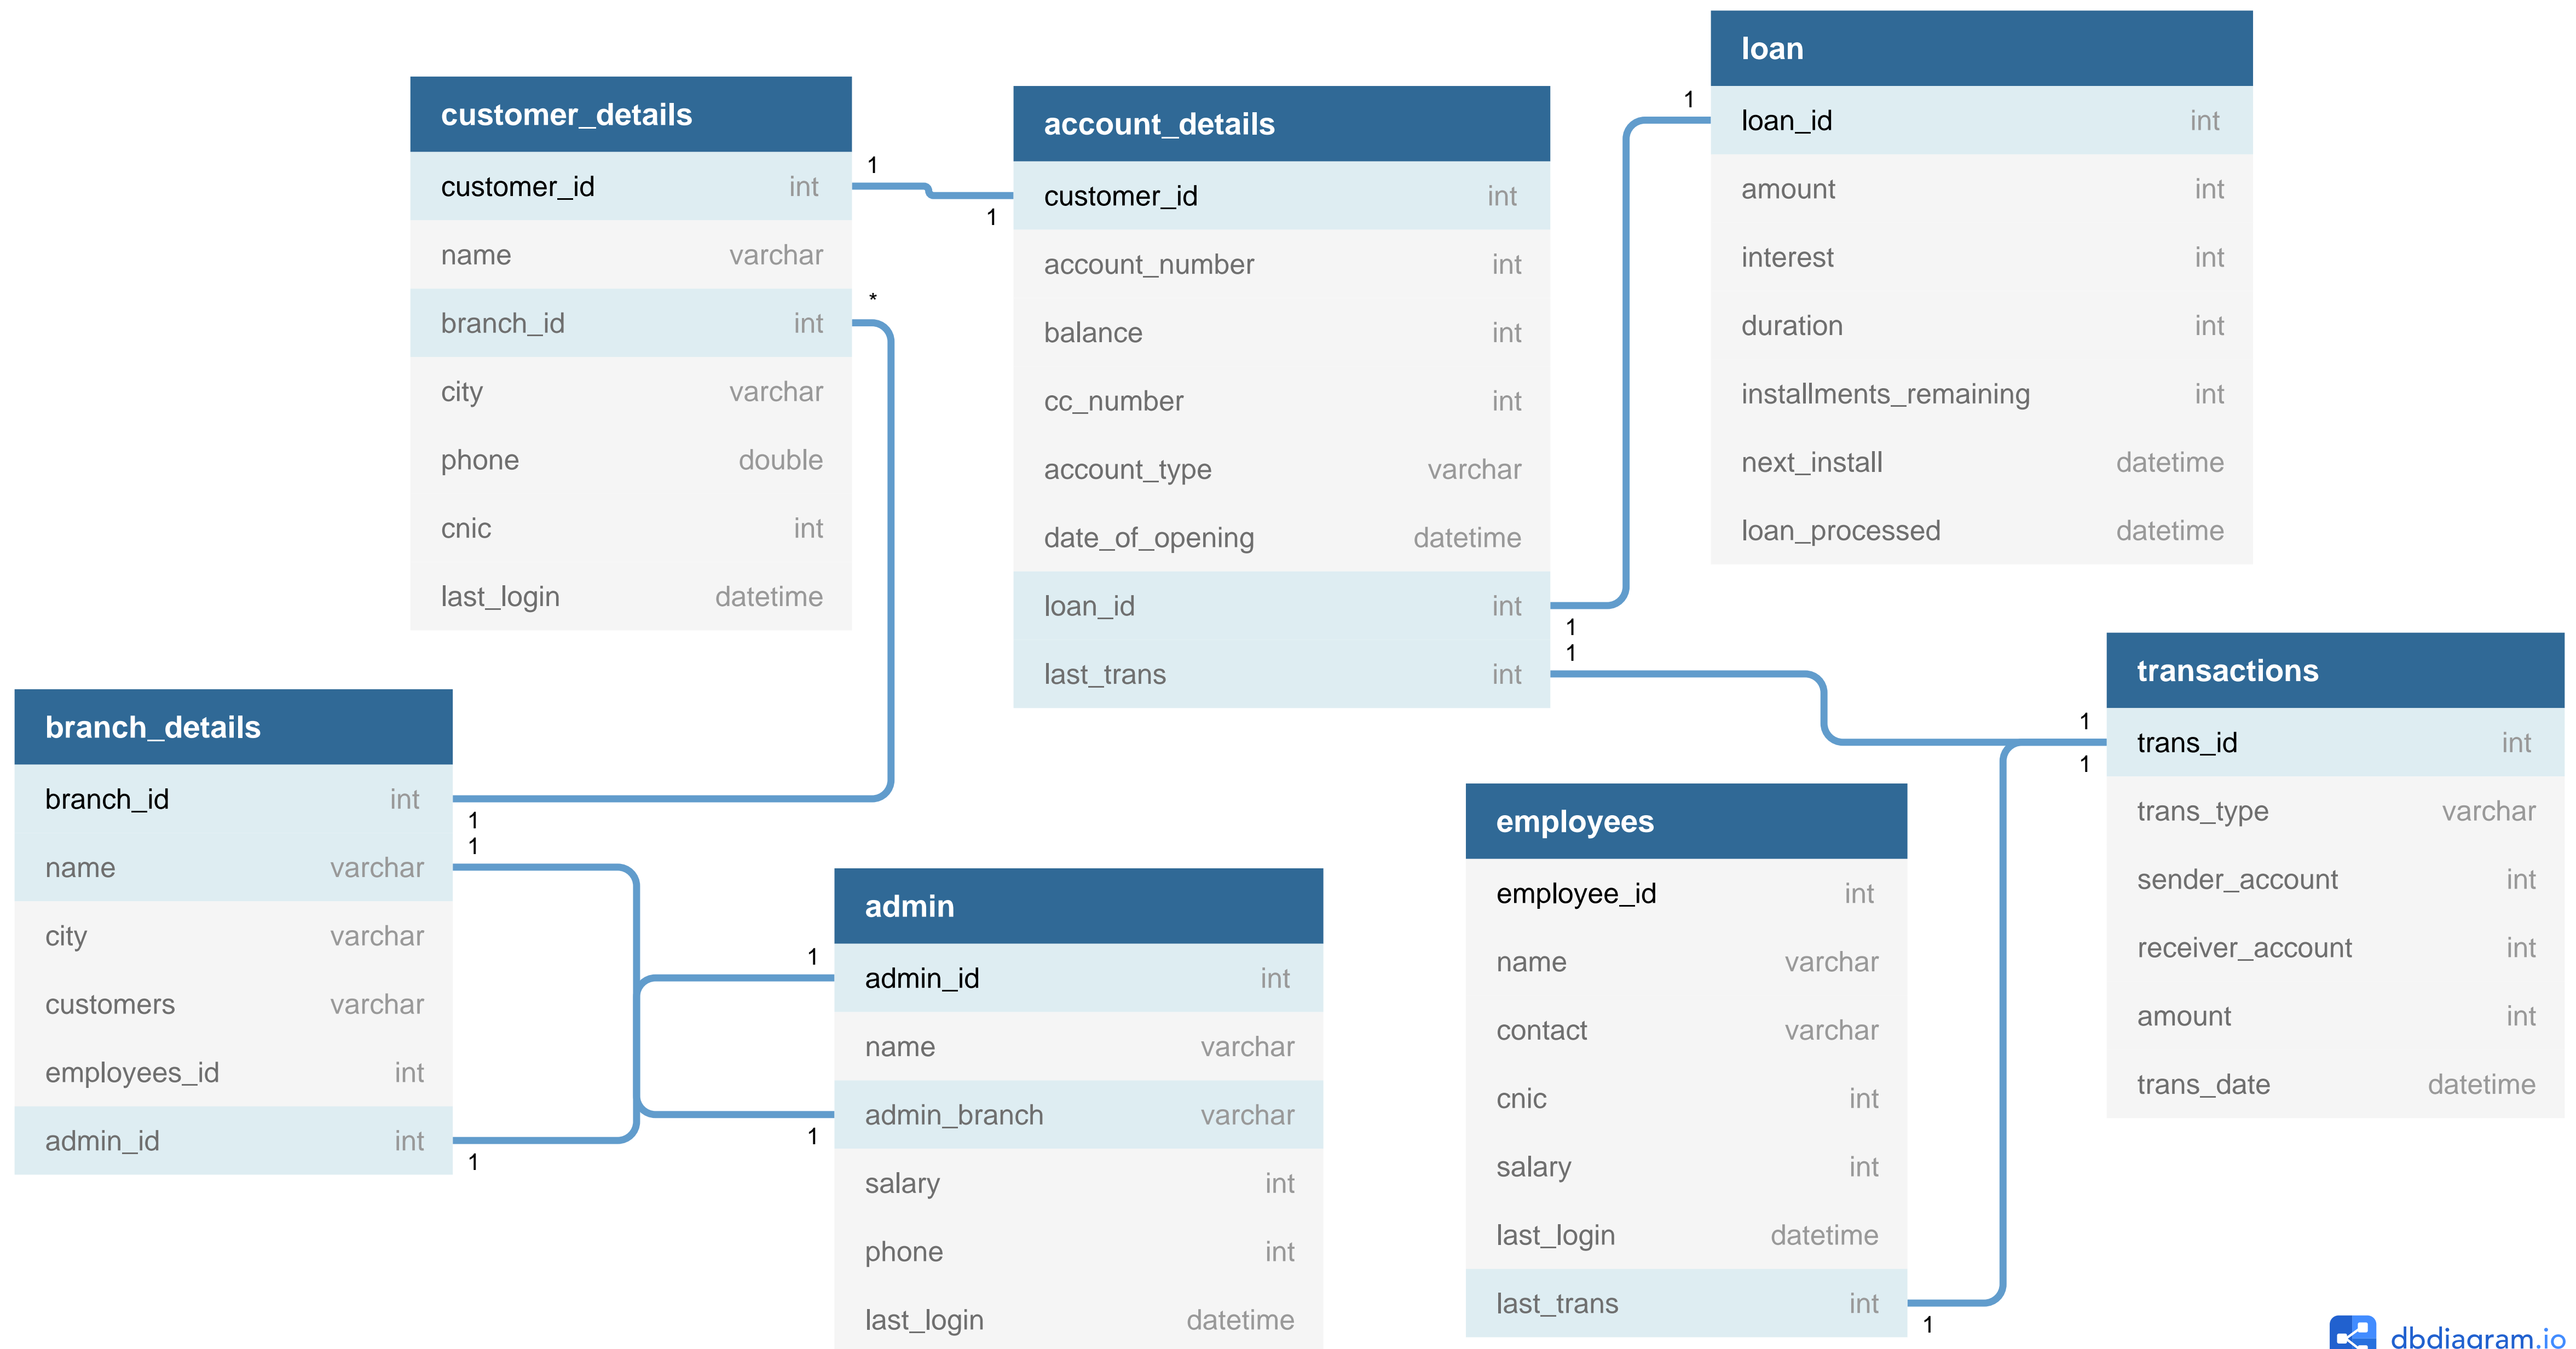 customer_details
customer_id int
name varchar
branch_id int
city varchar
phone double
cnic int
last_login datetime
1
*
account_details
1
customer_id int
account_number int
balance int
cc_number int
account_type varchar
date_of_opening datetime
loan_id int
last_trans int
1
1
loan
1
loan_id int
amount int
interest int
duration int
installments_remaining int
next_install datetime
loan_processed datetime
branch_details
branch_id int
name varchar
city varchar
customers varchar
employees_id int
admin_id int
1
1
1
admin
1
admin_id int
name varchar
admin_branch varchar
1
salary int
phone int
last_login datetime
employees
employee_id int
name varchar
contact varchar
cnic int
salary int
last_login datetime
last_trans int
1
transactions
1
trans_id int
1
trans_type varchar
sender_account int
receiver_account int
amount int
trans_date datetime
dbdiagram.io